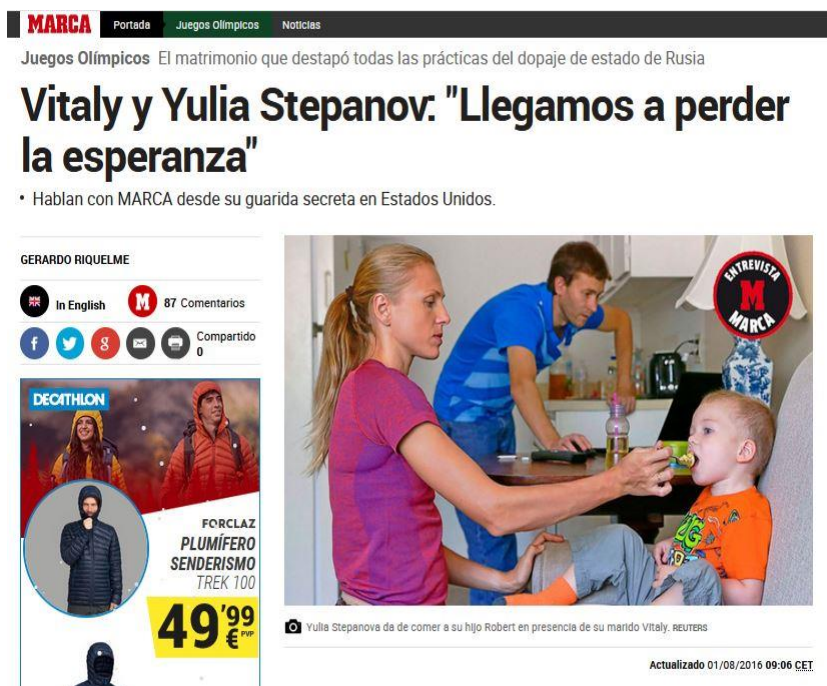 MARCA Portada Juegos Olímpicos Noticias
Juegos Olímpicos El matrimonio que destapó todas las prácticas del dopaje de estado de Rusia
Vitaly y Yulia Stepanov: "Llegamos a perder
la esperanza"
• Hablan con MARCA desde su guarida secreta en Estados Unidos.
GERARDO RIQUELME
In English M 87 Comentarios
f g Compartido
0
DECATHLON
FORCLAZ
PLUMÍFERO
SENDERISMO
TREK 100
49'99
€ PVP
ENTREVISTA
M
MARCA
Yulia Stepanova da de comer a su hijo Robert en presencia de su marido Vitaly. REUTERS
Actualizado 01/08/2016 09:06 CET